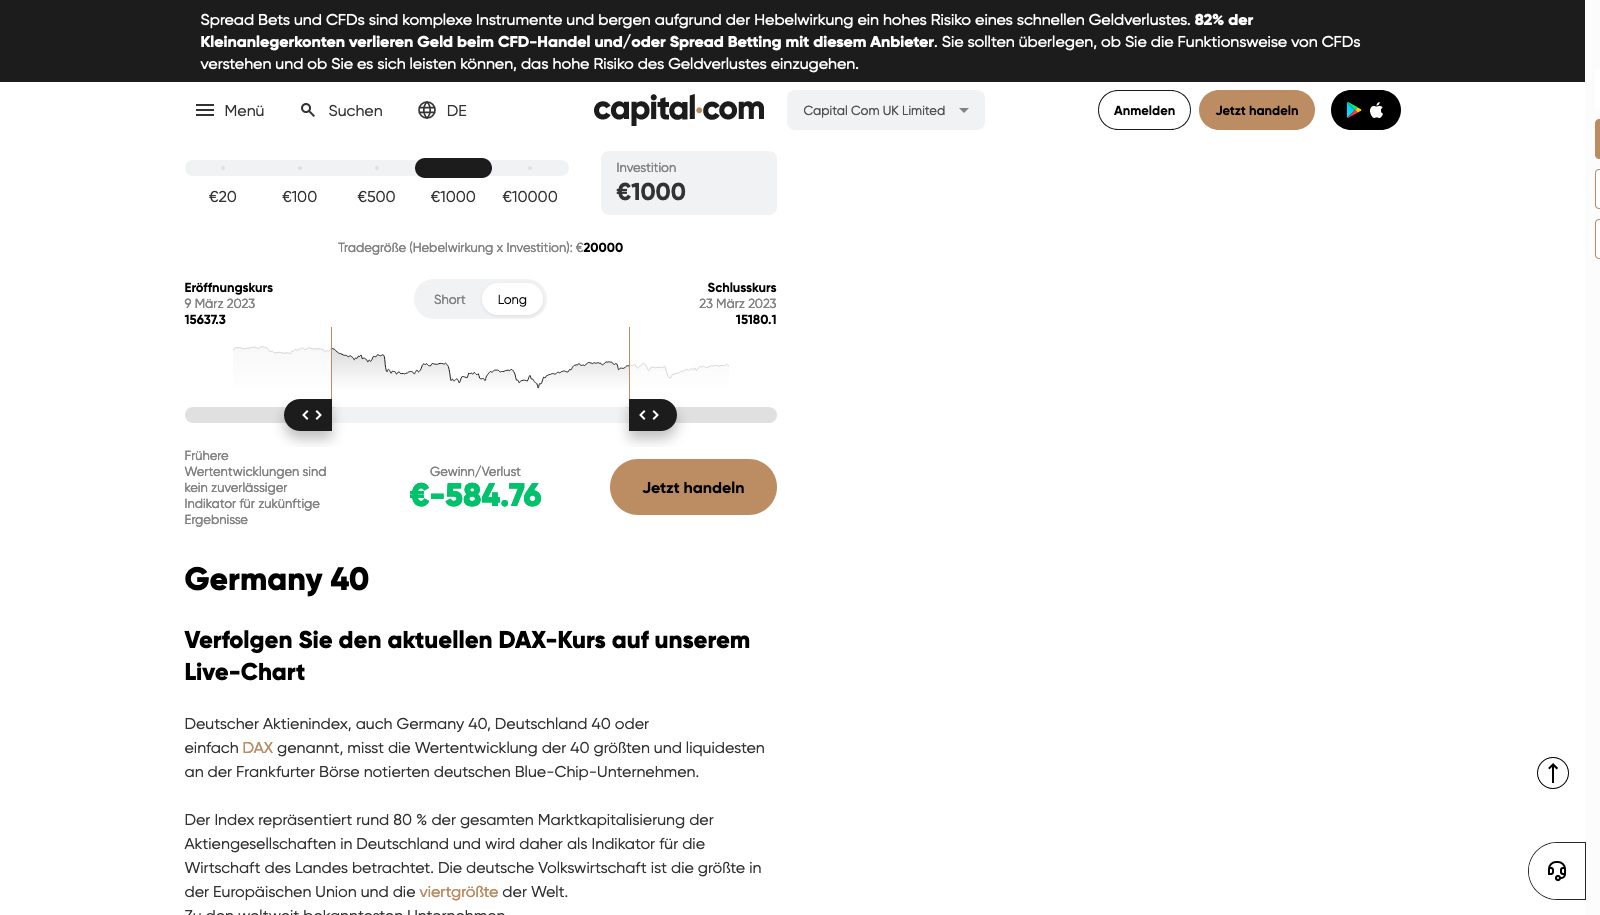 Spread Bets und CFDs sind komplexe Instrumente und bergen aufgrund der Hebelwirkung ein hohes Risiko eines schnellen Geldverlustes. 82% der
Kleinanlegerkonten verlieren Geld beim CFD-Handel und/oder Spread Betting mit diesem Anbieter. Sie sollten überlegen, ob Sie die Funktionsweise von CFDs
verstehen und ob Sie es sich leisten können, das hohe Risiko des Geldverlustes einzugehen.
Menü Suchen DE capital.com Capital Com UK Limited Anmelden Jetzt handeln
Investition
€1000
€20 €100 €500 €1000 €10000
Tradegröße (Hebelwirkung x Investition): €20000
Eröffnungskurs
9 März 2023
15637.3
Short Long
Schlusskurs
23 März 2023
15180.1
Frühere
Wertentwicklungen sind
kein zuverlässiger
Indikator für zukünftige
Ergebnisse
Gewinn/Verlust
€-584.76
Jetzt handeln
Germany 40
Verfolgen Sie den aktuellen DAX-Kurs auf unserem
Live-Chart
Deutscher Aktienindex, auch Germany 40, Deutschland 40 oder
einfach DAX genannt, misst die Wertentwicklung der 40 größten und liquidesten
an der Frankfurter Börse notierten deutschen Blue-Chip-Unternehmen.
Der Index repräsentiert rund 80 % der gesamten Marktkapitalisierung der
Aktiengesellschaften in Deutschland und wird daher als Indikator für die
Wirtschaft des Landes betrachtet. Die deutsche Volkswirtschaft ist die größte in
der Europäischen Union und die viertgrößte der Welt.
Zu den weltweit bekanntesten Unternehmen